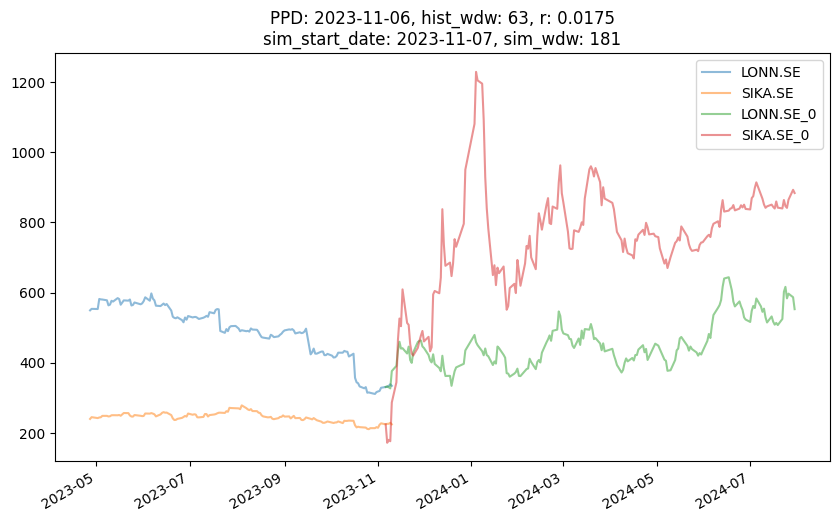 PPD: 2023-11-06, hist_wdw: 63, r: 0.0175
sim_start_date: 2023-11-07, sim_wdw: 181
LONN.SE
SIKA.SE
LONN.SE_0
SIKA.SE_0
1200
1000
800
600
400
200
2023-05
2023-07
2023-09
2023-11
2024-01
2024-03
2024-05
2024-07